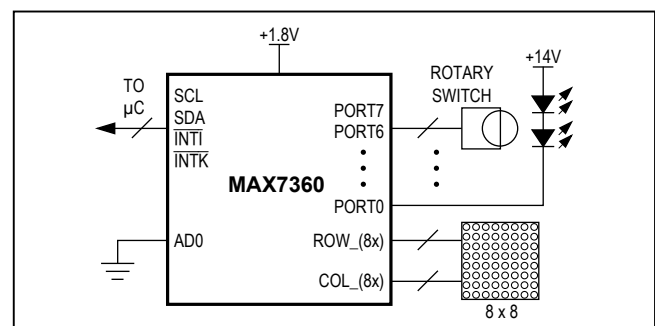 +1.8V
TO
µC
SCL
SDA
INTI
INTK
MAX7360
AD0
PORT7
PORT6
PORT0
ROW_(8x)
COL_(8x)
ROTARY
SWITCH
+14V
8 x 8